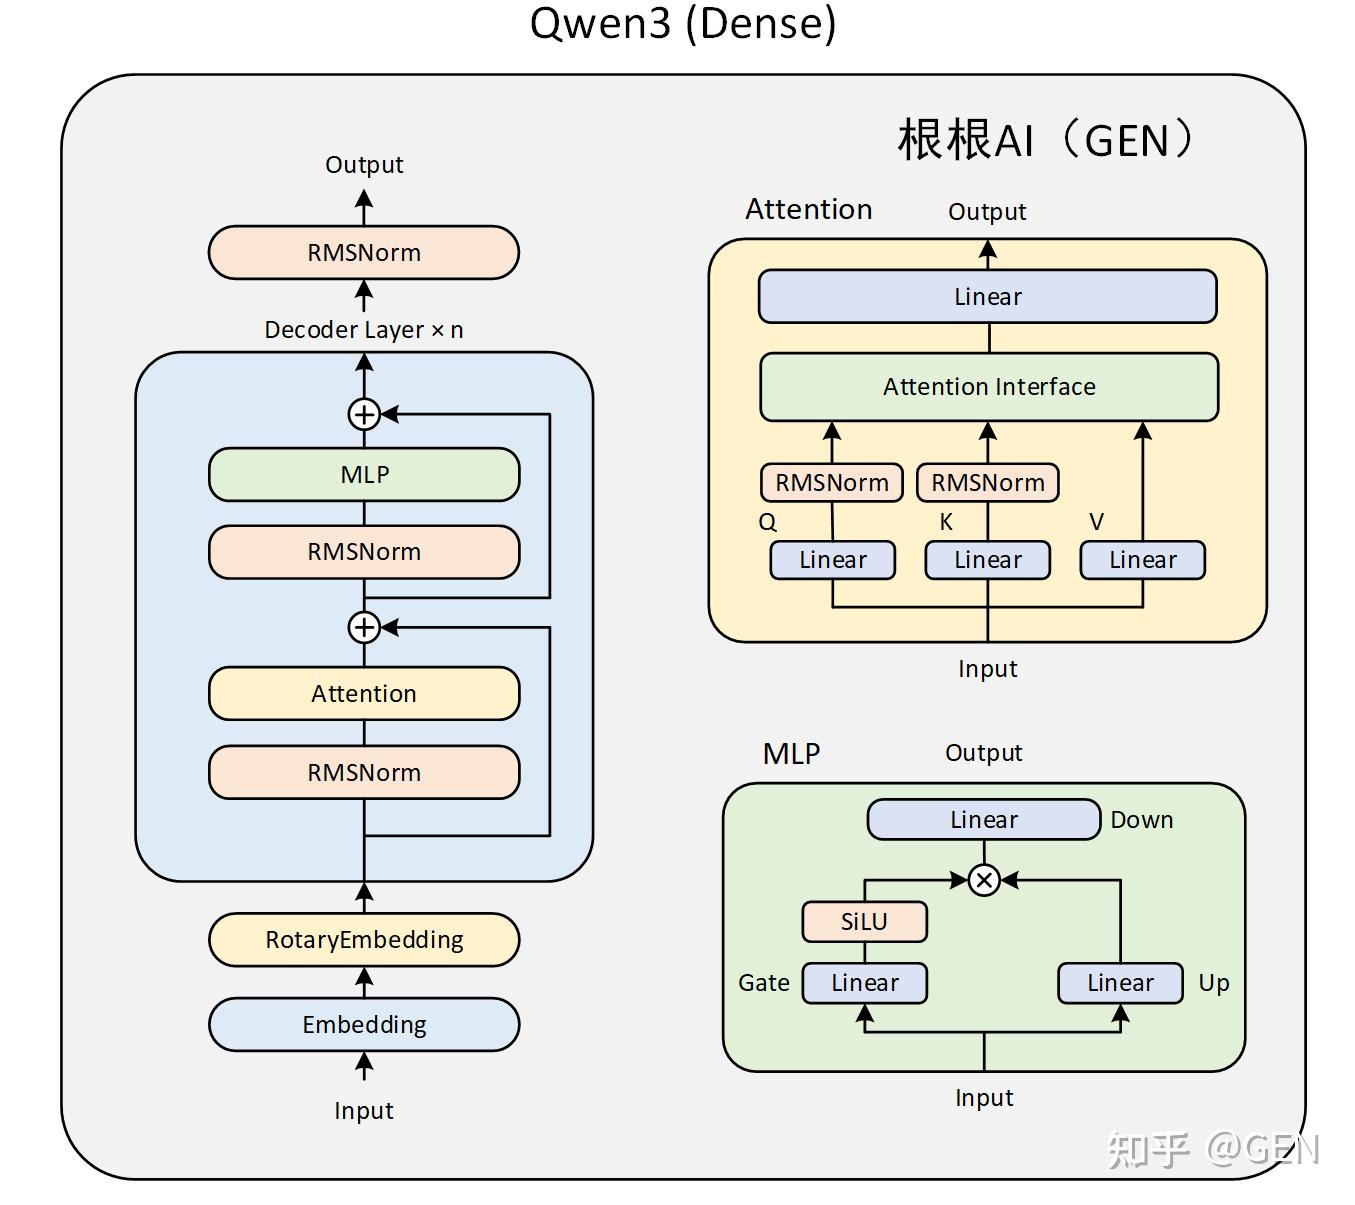 Qwen3 (Dense)
根根AI（GEN）
Output
RMSNorm
Decoder Layer × n
MLP
RMSNorm
Attention
RMSNorm
RotaryEmbedding
Embedding
Input
Attention
Output
Linear
Attention Interface
RMSNorm RMSNorm
Q K V
Linear Linear Linear
Input
MLP
Output
Linear Down
SiLU
Gate Linear Linear Up
Input
知乎 @GEN